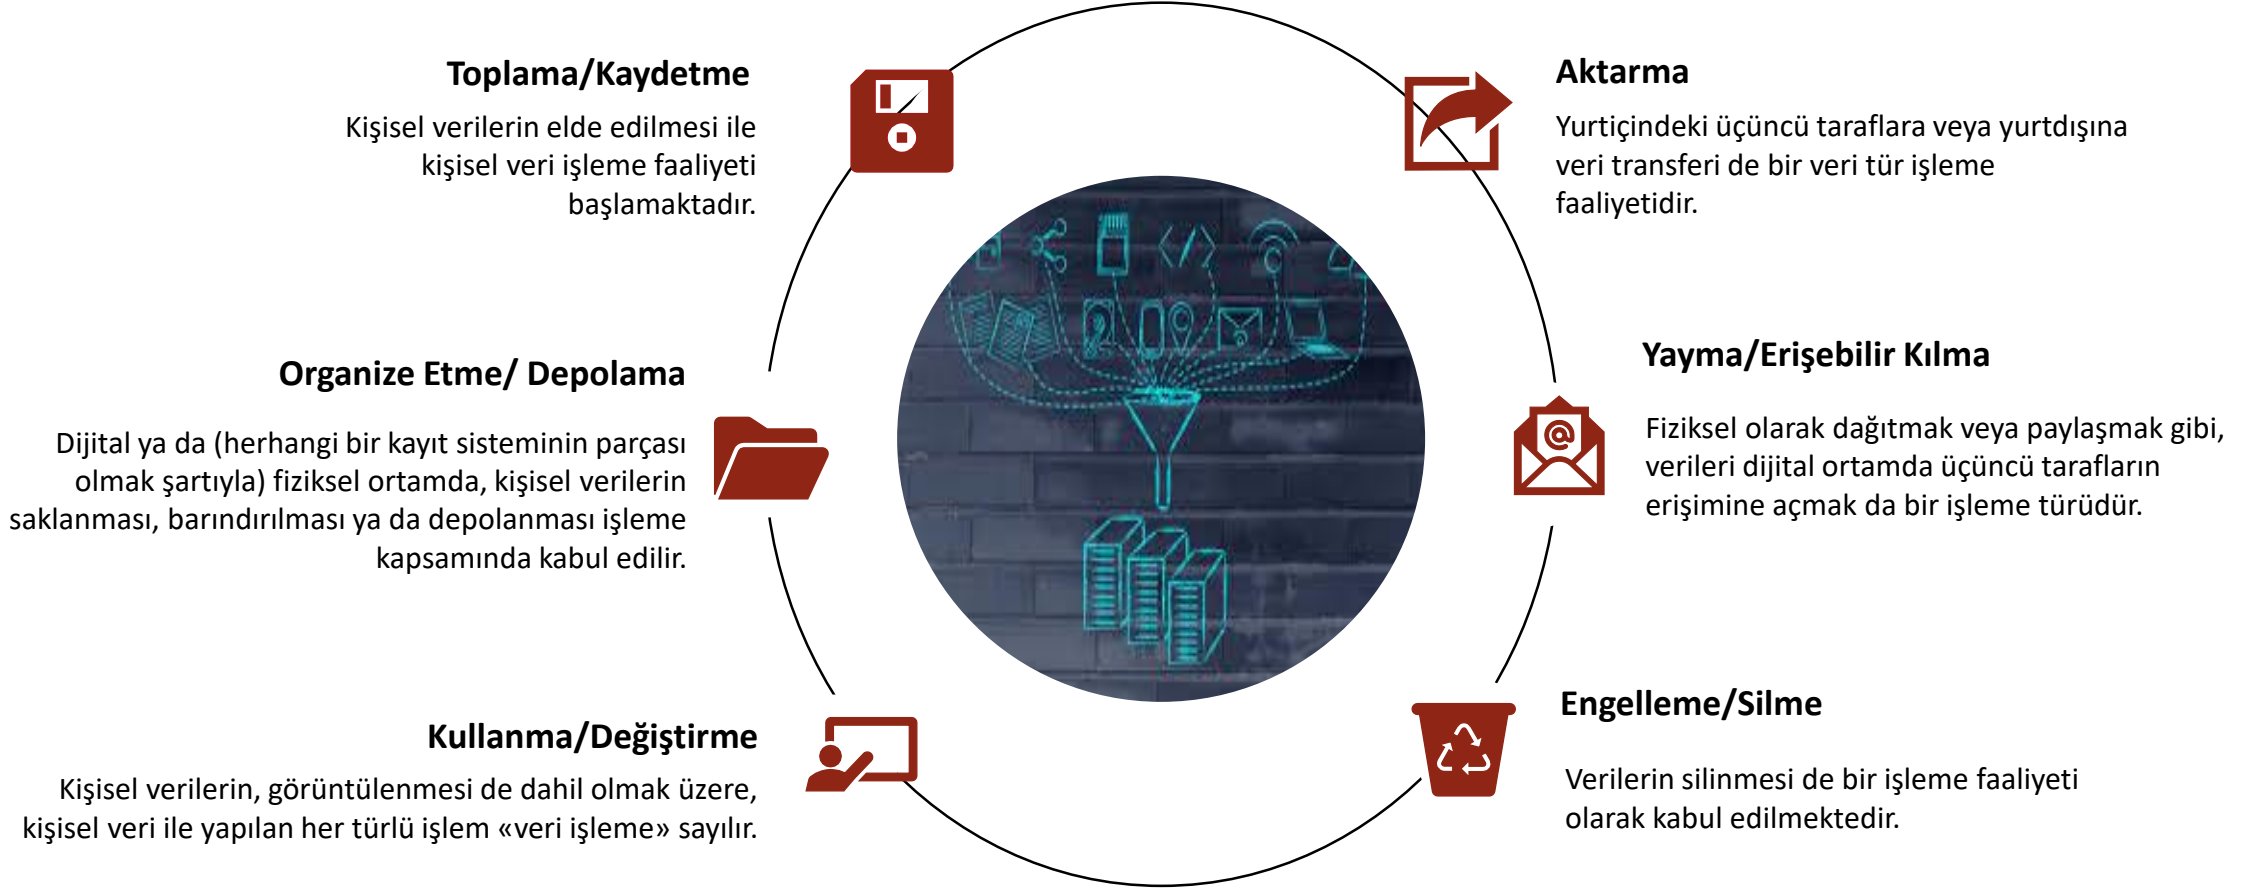 Toplama/Kaydetme
Kişisel verilerin elde edilmesi ile
kişisel veri işleme faaliyeti
başlamaktadır.
Organize Etme/ Depolama
Dijital ya da (herhangi bir kayıt sisteminin parçası
olmak şartıyla) fiziksel ortamda, kişisel verilerin
saklanması, barındırılması ya da depolanması işleme
kapsamında kabul edilir.
Kullanma/Değiştirme
Kişisel verilerin, görüntülenmesi de dahil olmak üzere,
kişisel veri ile yapılan her türlü işlem «veri işleme» sayılır.
Aktarma
Yurtiçindeki üçüncü taraflara veya yurtdışına
veri transferi de bir veri tür işleme
faaliyetidir.
Yayma/Erişebilir Kılma
Fiziksel olarak dağıtmak veya paylaşmak gibi,
verileri dijital ortamda üçüncü tarafların
erişimine açmak da bir işleme türüdür.
Engelleme/Silme
Verilerin silinmesi de bir işleme faaliyeti
olarak kabul edilmektedir.